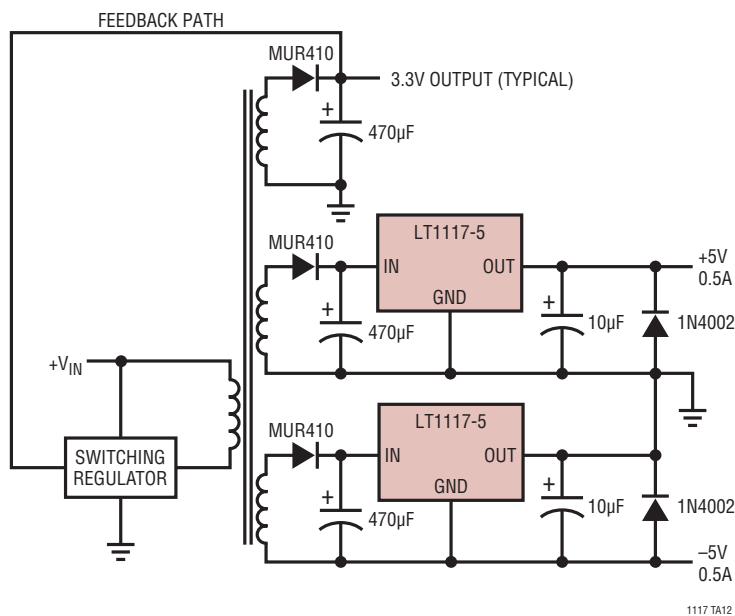 FEEDBACK PATH
MUR410
3.3V OUTPUT (TYPICAL)
+
470µF
MUR410
LT1117-5
IN
OUT
GND
+
470µF
+
10µF
1N4002
+5V
0.5A
+VIN
SWITCHING
REGULATOR
MUR410
LT1117-5
IN
OUT
GND
+
470µF
+
10µF
1N4002
–5V
0.5A
1117 TA12